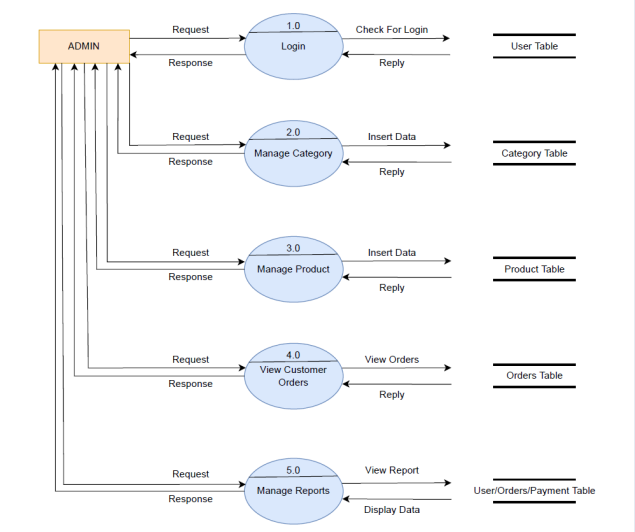 1.0
Request
Check For Login
ADMIN
Login
User Table
Response
Reply
2.0
Request
Insert Data
Manage Category
Category Table
Response
Reply
3.0
Request
Insert Data
Manage Product
Product Table
Response
Reply
4.0
Request
View Orders
View Customer
Orders
Orders Table
Response
Reply
5.0
Request
View Report
Manage Reports
User/Orders/Payment Table
Response
Display Data